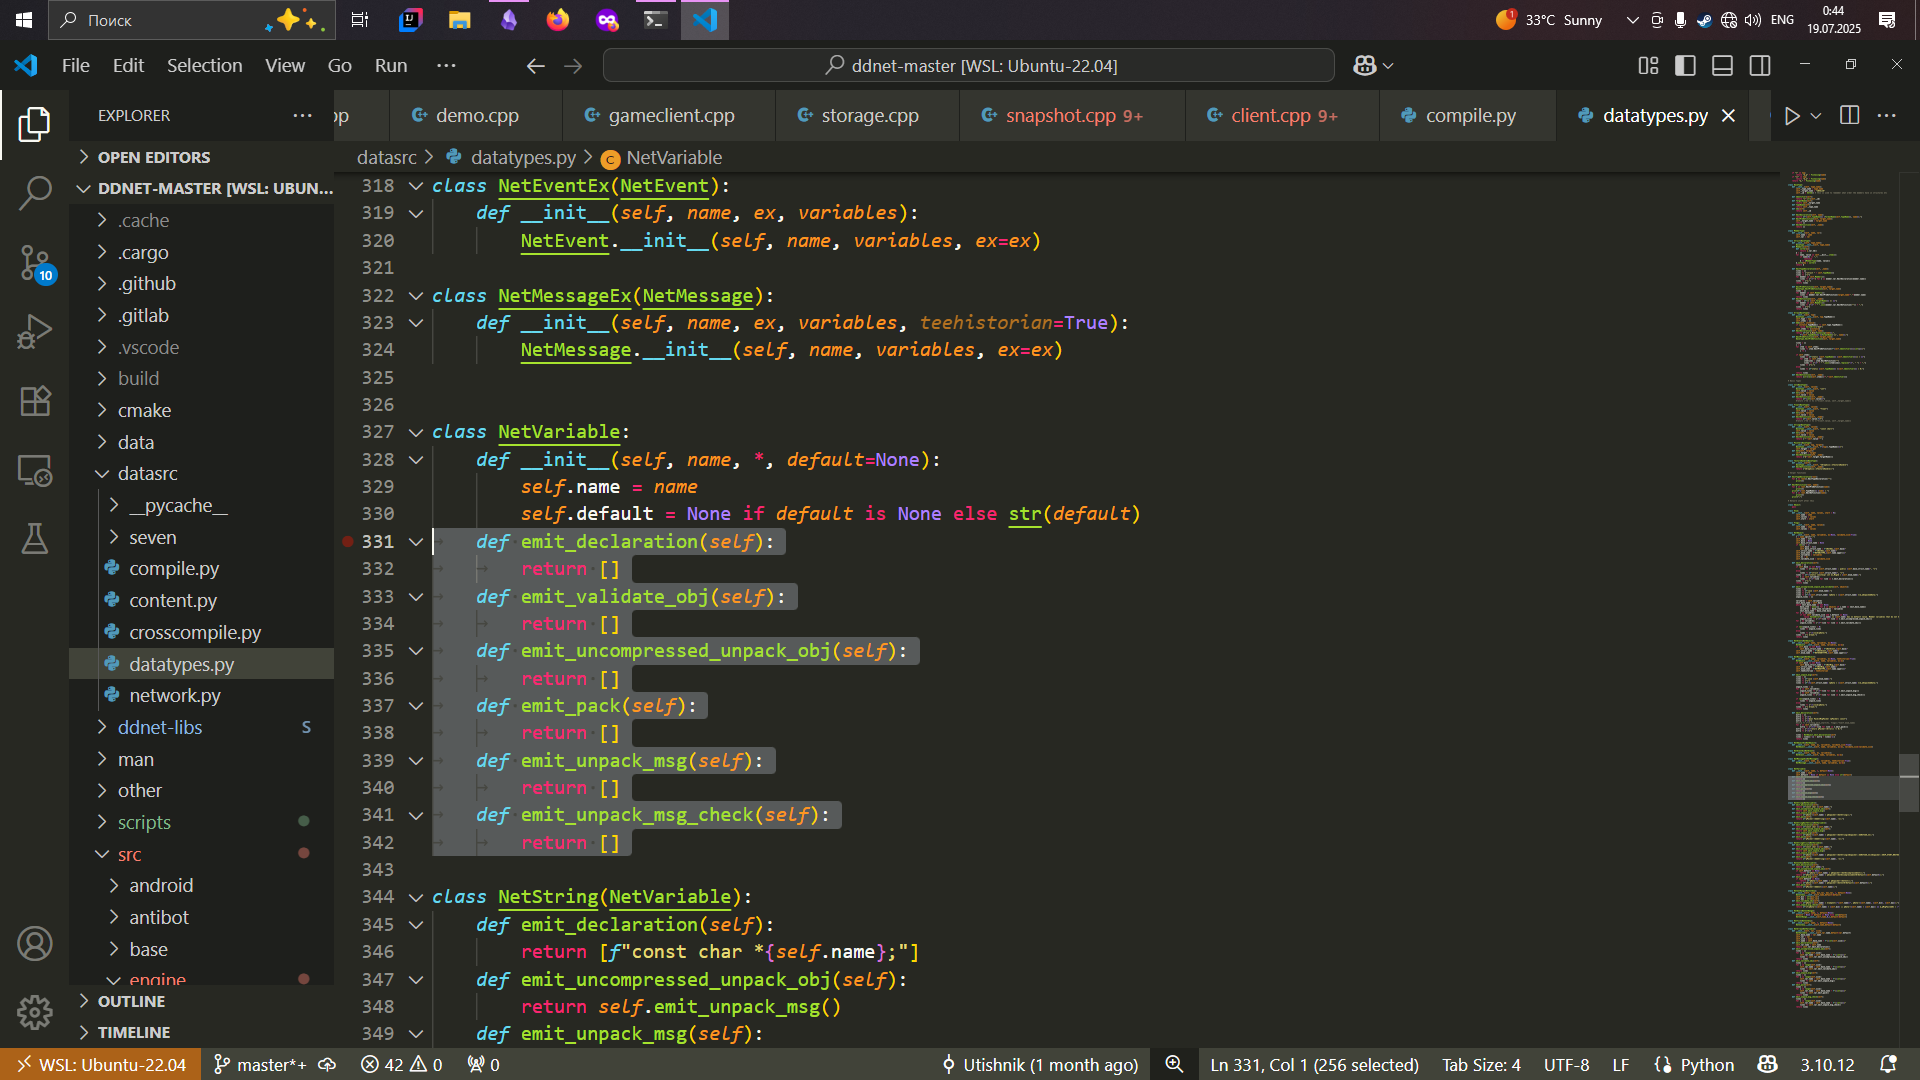 Поиск
33°C Sunny
ENG
0:44
19.07.2025
File Edit Selection View Go Run ···
ddnet-master [WSL: Ubuntu-22.04]
EXPLORER
pp
demo.cpp
gameclient.cpp
storage.cpp
snapshot.cpp 9+
client.cpp 9+
compile.py
datatypes.py
datasrc > datatypes.py > NetVariable
OPEN EDITORS
DDNET-MASTER [WSL: UBUN...
.cache
.cargo
.github
.gitlab
.vscode
build
cmake
data
datasrc
__pycache__
seven
compile.py
content.py
crosscompile.py
datatypes.py
network.py
ddnet-libs S
man
other
scripts
src
android
antibot
base
engine
OUTLINE
TIMELINE
10
318 class NetEventEx(NetEvent):
319 def __init__(self, name, ex, variables):
320 NetEvent.__init__(self, name, variables, ex=ex)
321
322 class NetMessageEx(NetMessage):
323 def __init__(self, name, ex, variables, teehistorian=True):
324 NetMessage.__init__(self, name, variables, ex=ex)
325
326
327 class NetVariable:
328 def __init__(self, name, *, default=None):
329 self.name = name
330 self.default = None if default is None else str(default)
331 def emit_declaration(self):
332 return []
333 def emit_validate_obj(self):
334 return []
335 def emit_uncompressed_unpack_obj(self):
336 return []
337 def emit_pack(self):
338 return []
339 def emit_unpack_msg(self):
340 return []
341 def emit_unpack_msg_check(self):
342 return []
343
344 class NetString(NetVariable):
345 def emit_declaration(self):
346 return [f"const char *{self.name};"]
347 def emit_uncompressed_unpack_obj(self):
348 return self.emit_unpack_msg()
349 def emit_unpack_msg(self):
WSL: Ubuntu-22.04
master*+
42 0
0
Utishnik (1 month ago)
Ln 331, Col 1 (256 selected)
Tab Size: 4
UTF-8
LF
Python
3.10.12